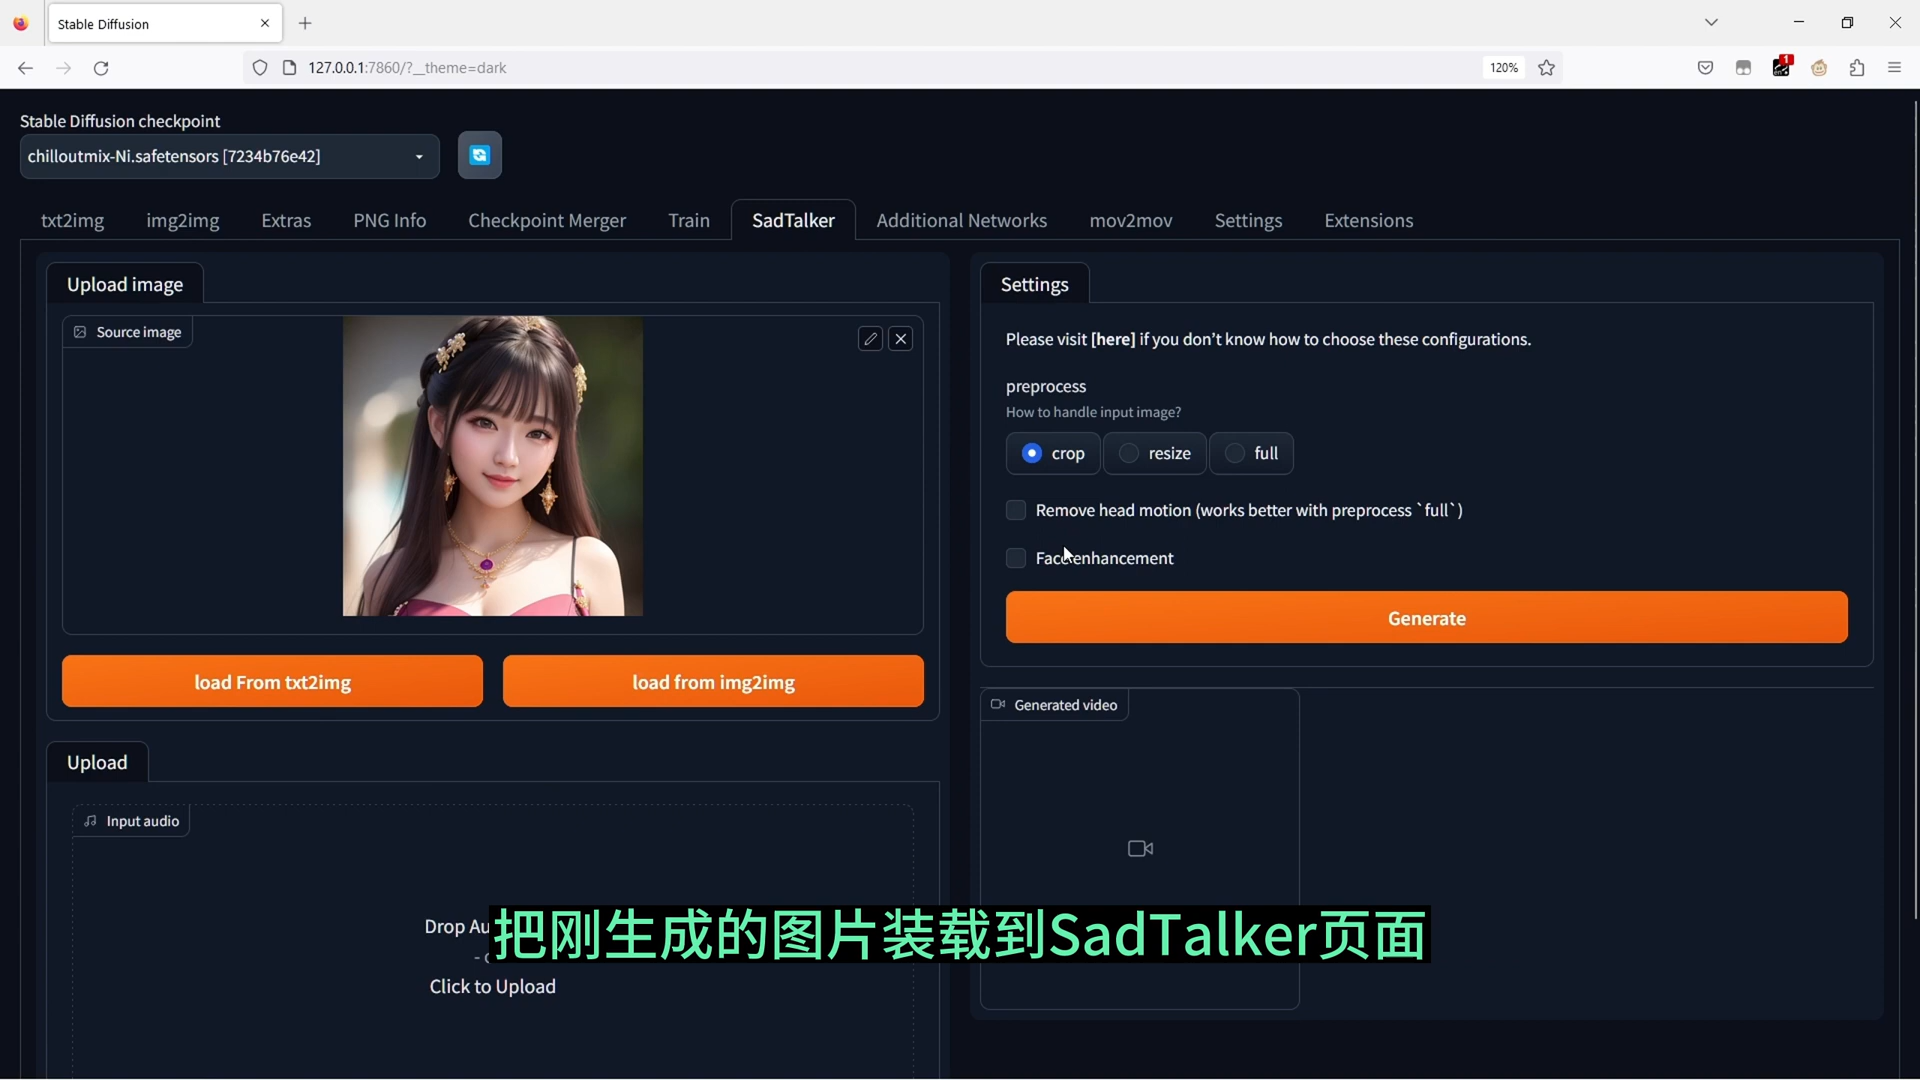 Stable Diffusion
127.0.0.1:7860/?__theme=dark
120%
1
Stable Diffusion checkpoint
chilloutmix-Ni.safetensors [7234b76e42]
txt2img
img2img
Extras
PNG Info
Checkpoint Merger
Train
SadTalker
Additional Networks
mov2mov
Settings
Extensions
Upload image
Source image
load From txt2img
load from img2img
Upload
Input audio
Drop Au
Click to Upload
Settings
Please visit [here] if you don’t know how to choose these configurations.
preprocess
How to handle input image?
crop
resize
full
Remove head motion (works better with preprocess `full`)
Face enhancement
Generate
Generated video
把刚生成的图片装载到SadTalker页面